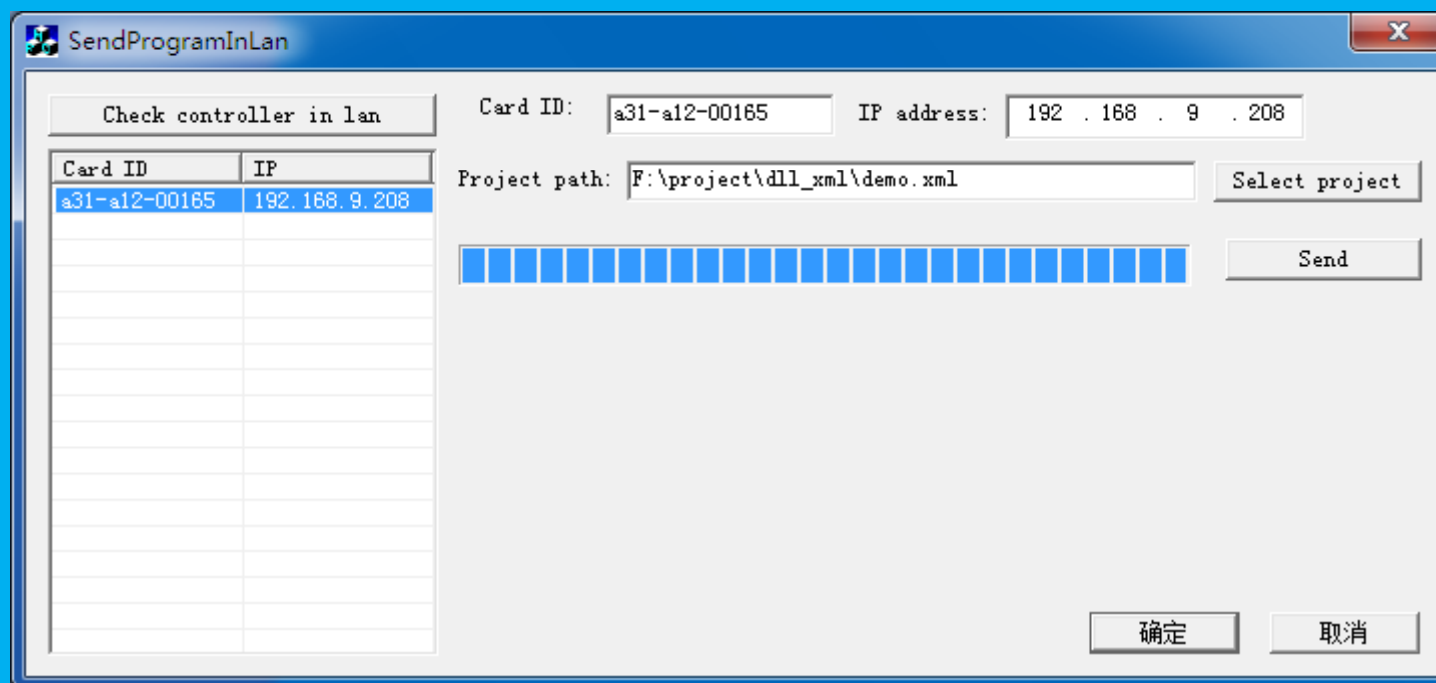 SendProgramInLan
Check controller in lan
Card ID: a31-a12-00165 IP address: 192 . 168 . 9 . 208
Card ID IP
a31-a12-00165 192.168.9.208
Project path: F:\project\dll_xml\demo.xml Select project
Send
确定 取消